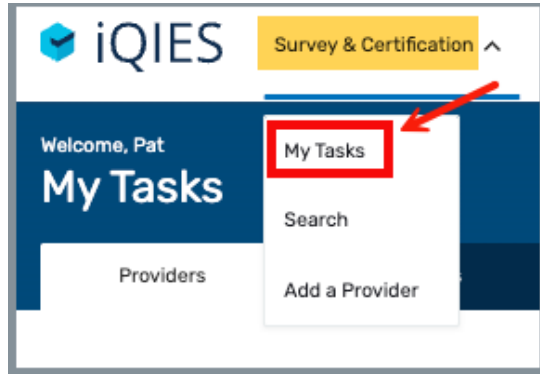 iQIES
Survey & Certification
Welcome, Pat
My Tasks
My Tasks
Search
Providers
Add a Provider